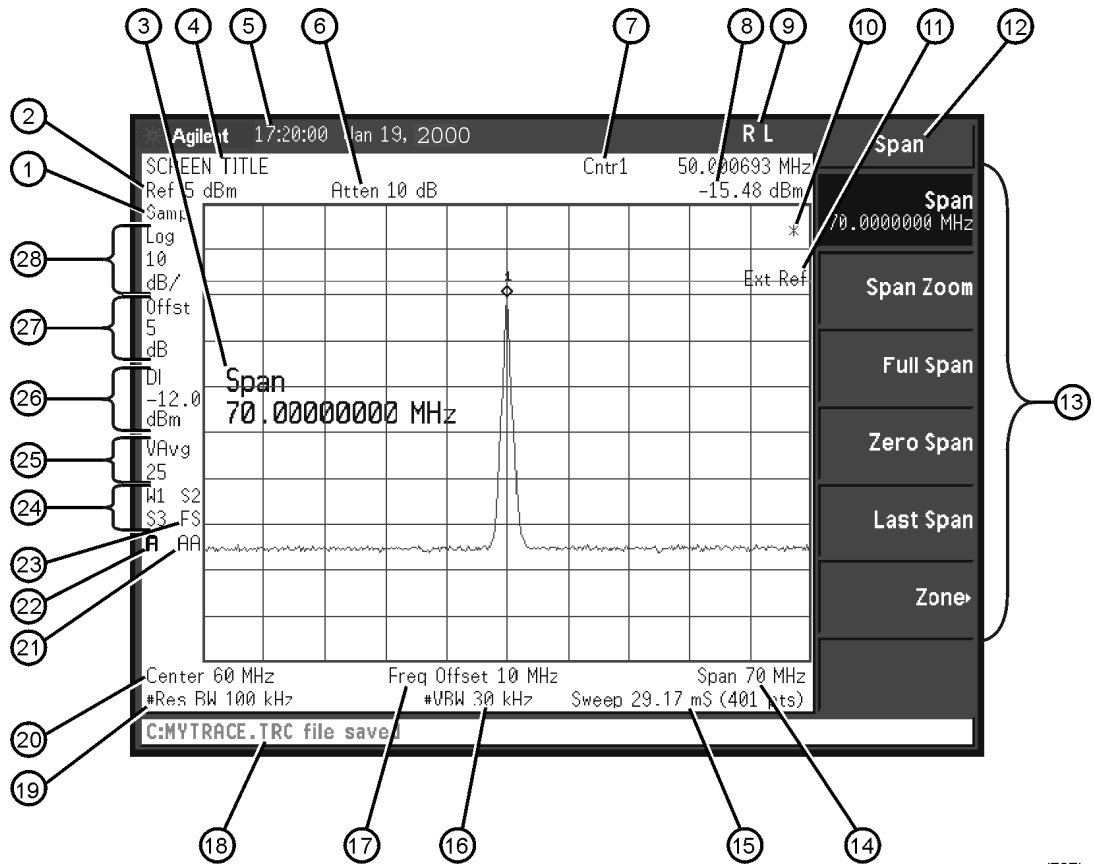 3 4 5 6 7 8 9 10 11 12
2
1
28
27
26
25
24
23
22
21
20
19
18 17 16 15 14
13
Agilent 17:20:00 Jan 19, 2000 R L
SCREEN TITLE Cntr1 50.000693 MHz
Ref 5 dBm Atten 10 dB -15.48 dBm
Samp
Log
10
dB/
Offst
5
dB
DI
-12.0
dBm
VAvg
25
W1 S2
S3 FS
A AA
*
Ext Ref
1
Span
70.00000000 MHz
Center 60 MHz Freq Offset 10 MHz Span 70 MHz
#Res BW 100 kHz #VBW 30 kHz Sweep 29.17 mS (401 pts)
C:MYTRACE.TRC file saved
Span
Span
70.0000000 MHz
Span Zoom
Full Span
Zero Span
Last Span
Zone